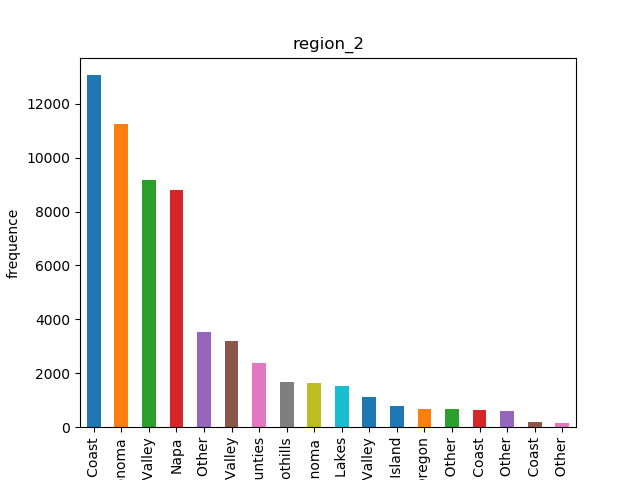 region_2
frequence
12000
10000
8000
6000
4000
2000
0
Coast
noma
Valley
Napa
Other
Valley
unties
othills
noma
Lakes
Valley
Island
regon
Other
Coast
Other
Coast
Other